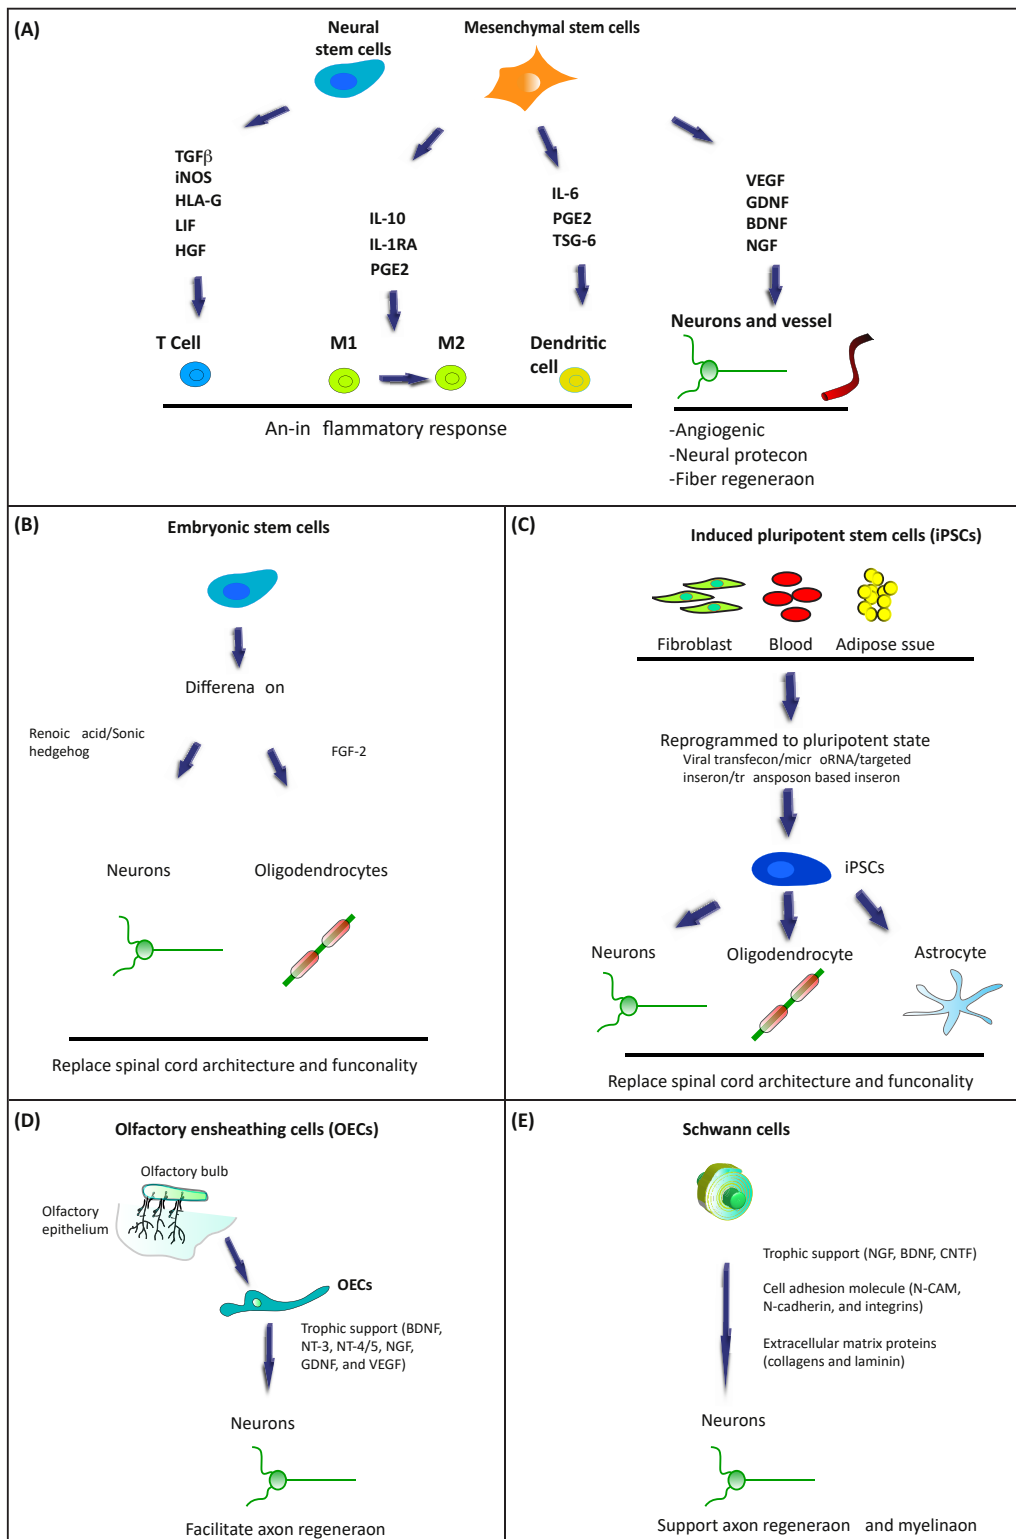 (A)
Neural
stem cells
Mesenchymal stem cells
TGFβ
iNOS
HLA-G
LIF
HGF
IL-10
IL-1RA
PGE2
IL-6
PGE2
TSG-6
VEGF
GDNF
BDNF
NGF
T Cell
M1
M2
Dendritic
cell
Neurons and vessel
An-in flammatory response
-Angiogenic
-Neural protecon
-Fiber regeneraon
(B)
Embryonic stem cells
Differena on
Renoic acid/Sonic
hedgehog
FGF-2
Neurons
Oligodendrocytes
Replace spinal cord architecture and funconality
(C)
Induced pluripotent stem cells (iPSCs)
Fibroblast
Blood
Adipose ssue
Reprogrammed to pluripotent state
Viral transfecon/micr oRNA/targeted
inseron/tr ansposon based inseron
iPSCs
Neurons
Oligodendrocyte
Astrocyte
Replace spinal cord architecture and funconality
(D)
Olfactory ensheathing cells (OECs)
Olfactory bulb
Olfactory
epithelium
OECs
Trophic support (BDNF,
NT-3, NT-4/5, NGF,
GDNF, and VEGF)
Neurons
Facilitate axon regeneraon
(E)
Schwann cells
Trophic support (NGF, BDNF, CNTF)
Cell adhesion molecule (N-CAM,
N-cadherin, and integrins)
Extracellular matrix proteins
(collagens and laminin)
Neurons
Support axon regeneraon and myelinaon